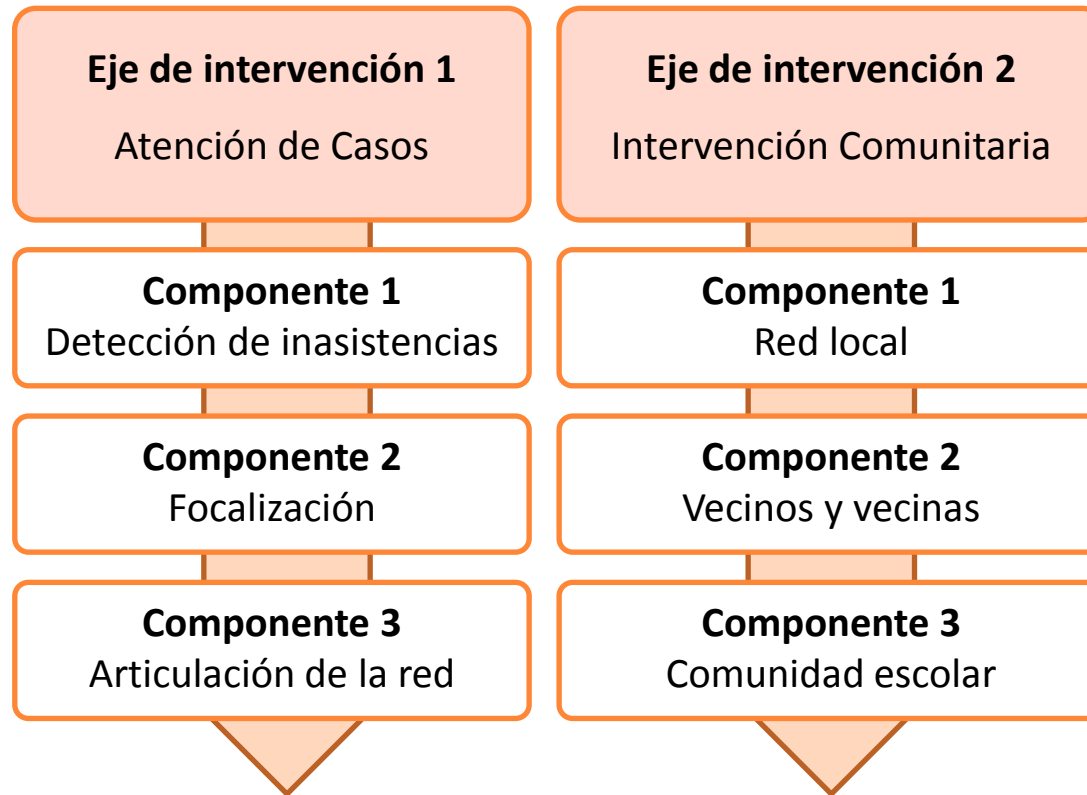 Eje de intervención 1
Atención de Casos
Componente 1
Detección de inasistencias
Componente 2
Focalización
Componente 3
Articulación de la red
Eje de intervención 2
Intervención Comunitaria
Componente 1
Red local
Componente 2
Vecinos y vecinas
Componente 3
Comunidad escolar